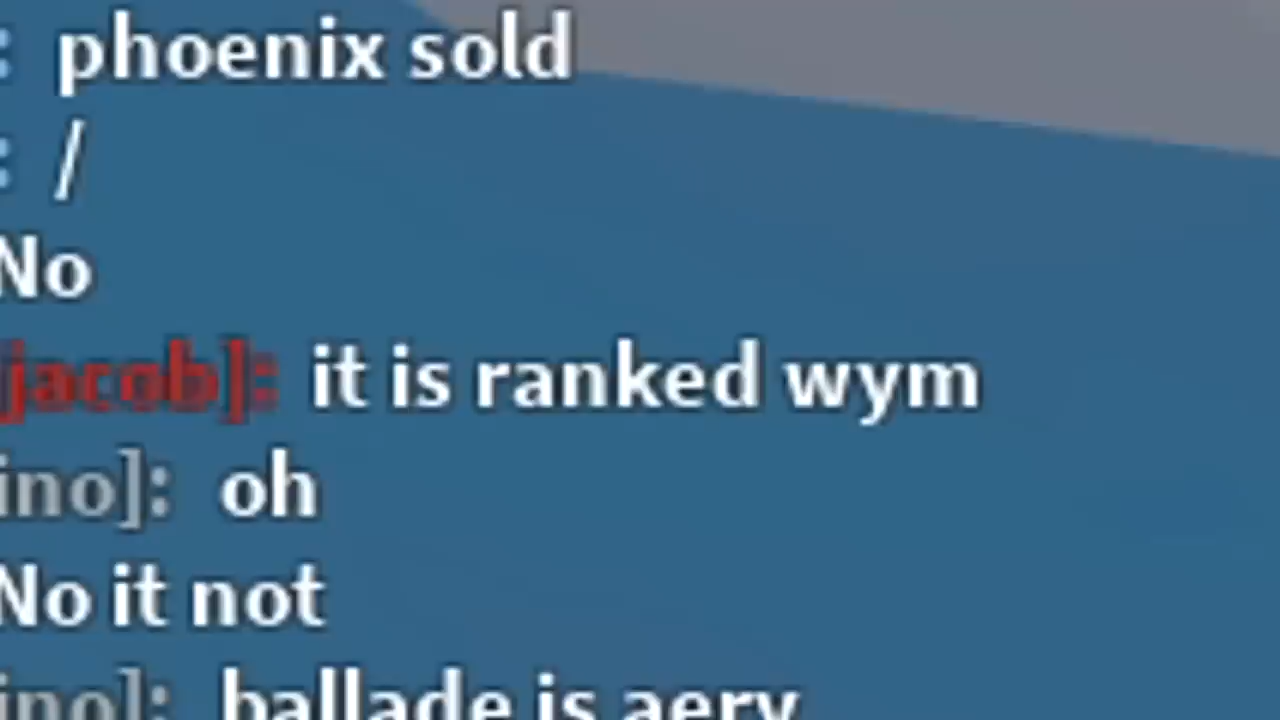 : phoenix sold
: /
No
jacob]: it is ranked wym
ino]: oh
No it not
ino]: ballade is aery